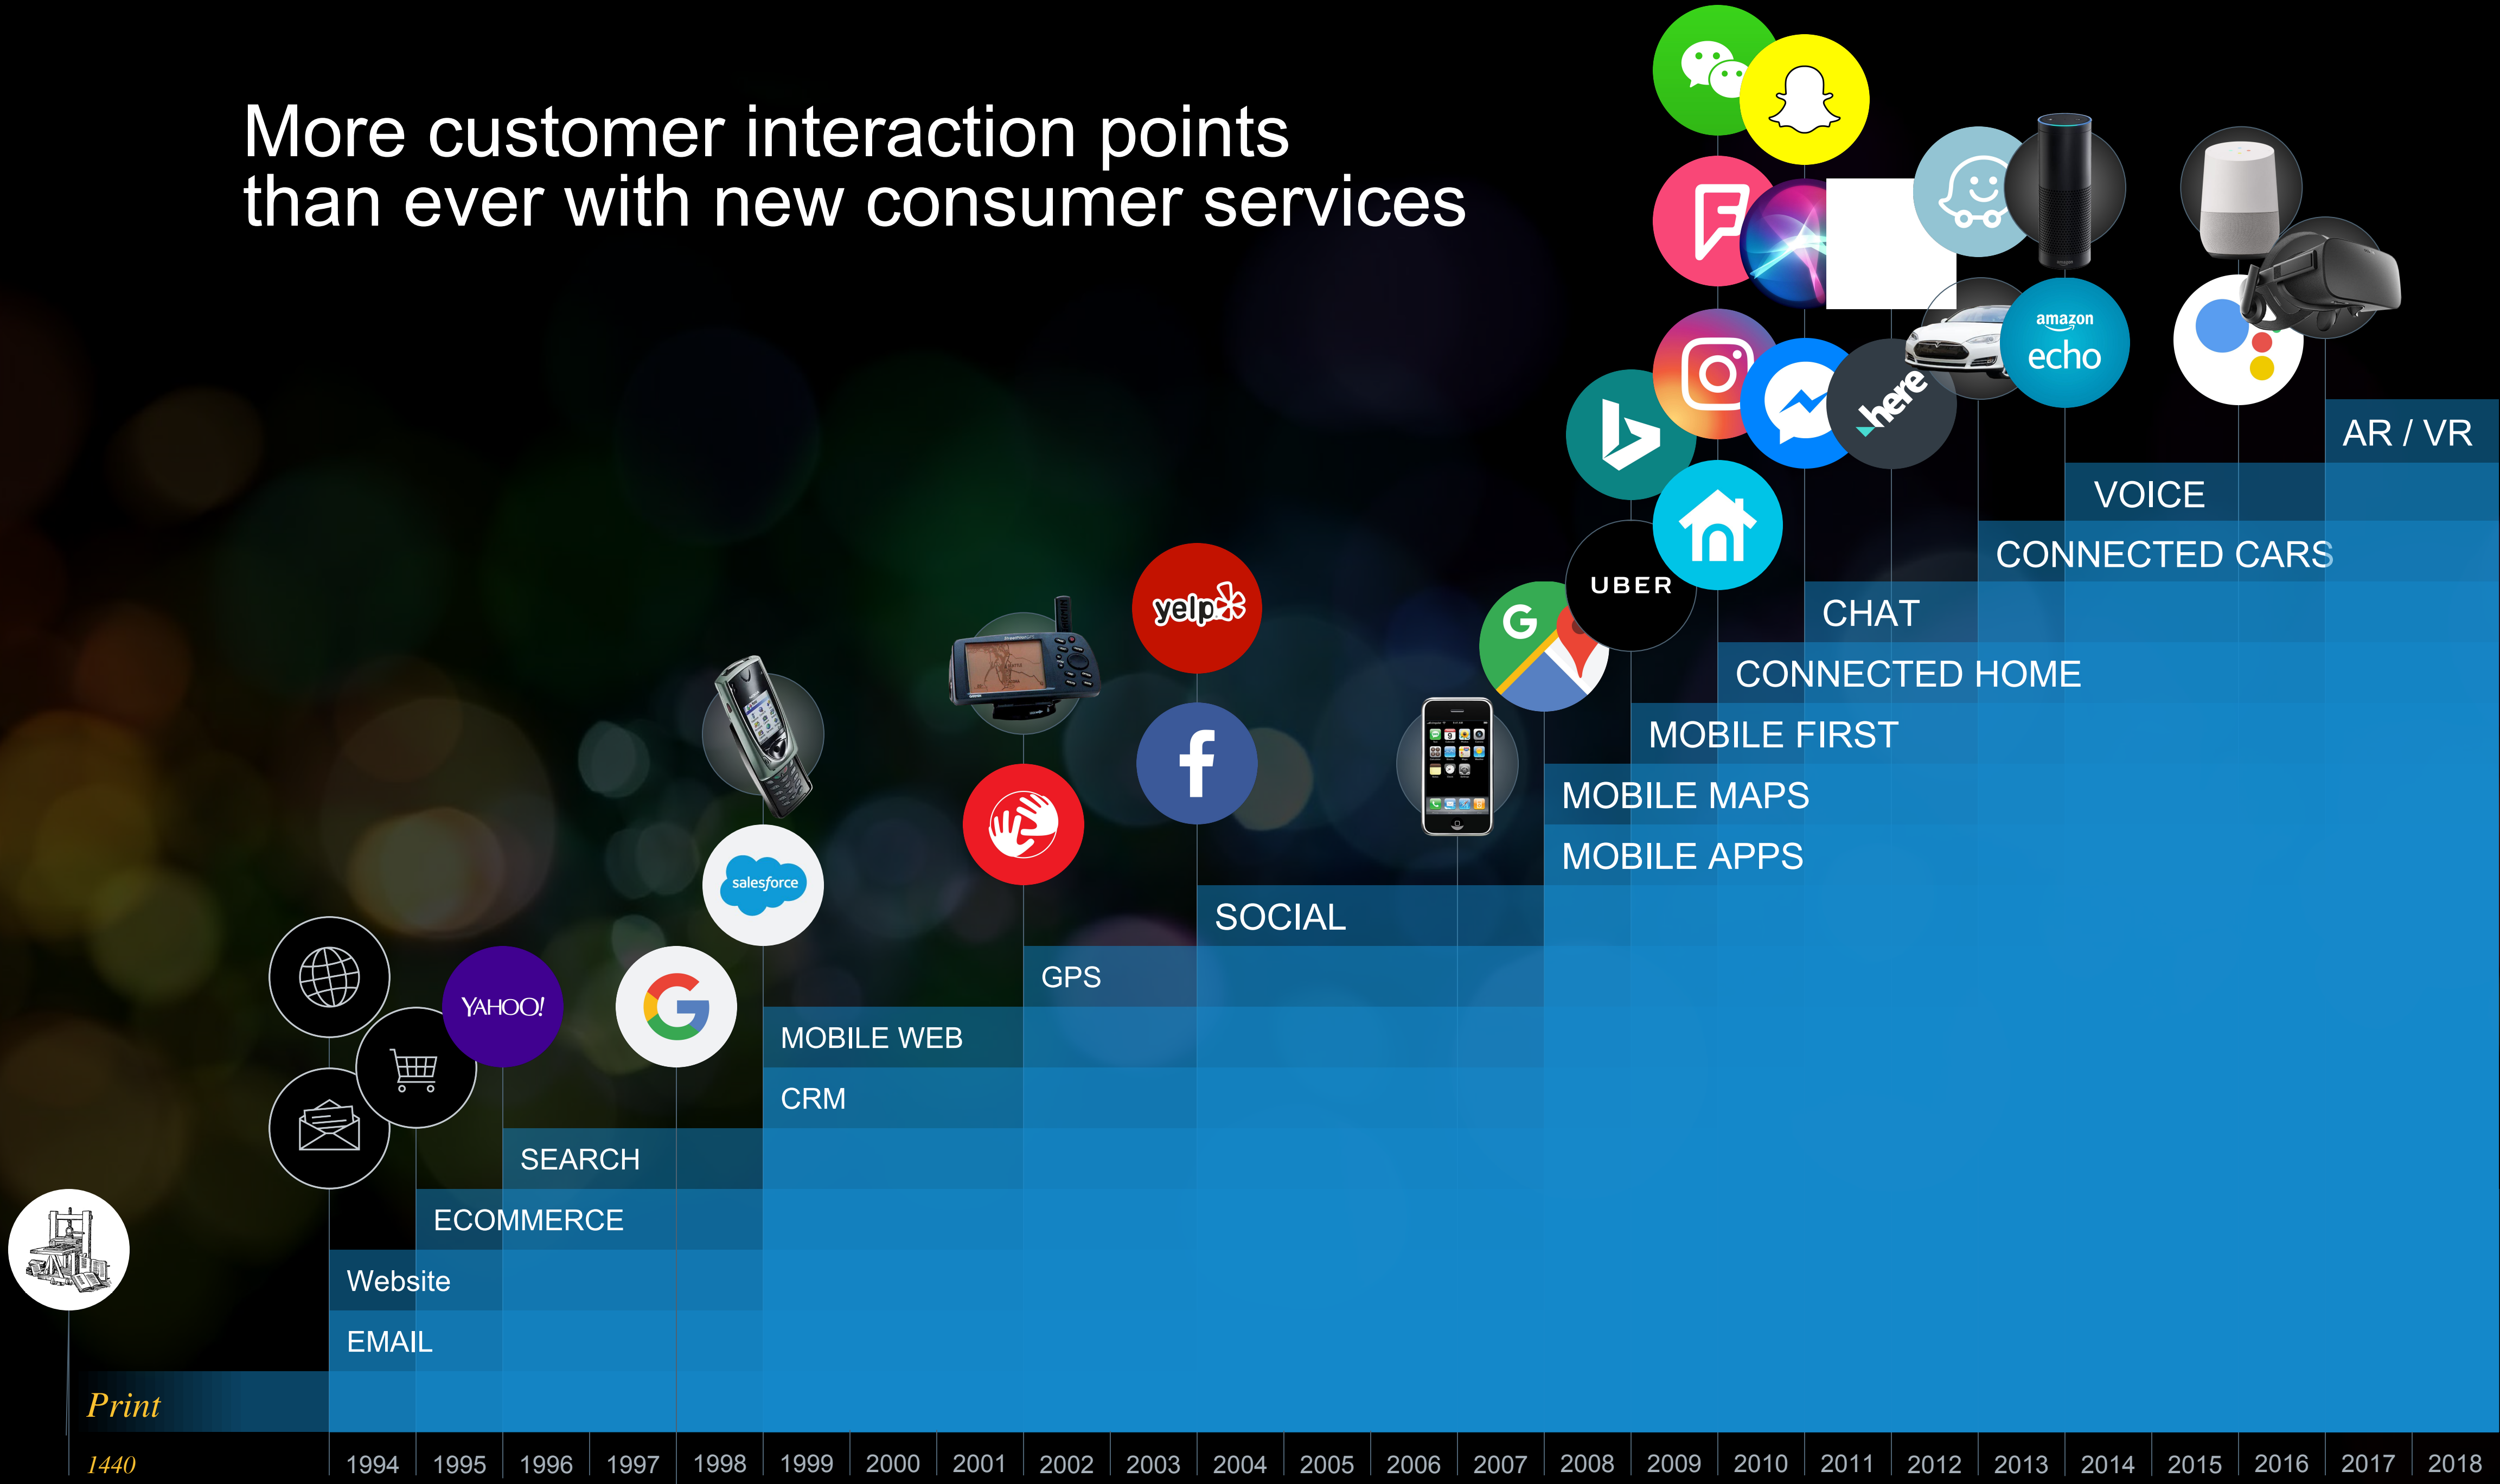 More customer interaction points
than ever with new consumer services
amazon
echo
here
AR / VR
VOICE
CONNECTED CARS
UBER
CHAT
yelp
G
CONNECTED HOME
MOBILE FIRST
MOBILE MAPS
MOBILE APPS
f
salesforce
SOCIAL
GPS
YAHOO!
G
MOBILE WEB
CRM
SEARCH
ECOMMERCE
Website
EMAIL
Print
1440 1994 1995 1996 1997 1998 1999 2000 2001 2002 2003 2004 2005 2006 2007 2008 2009 2010 2011 2012 2013 2014 2015 2016 2017 2018